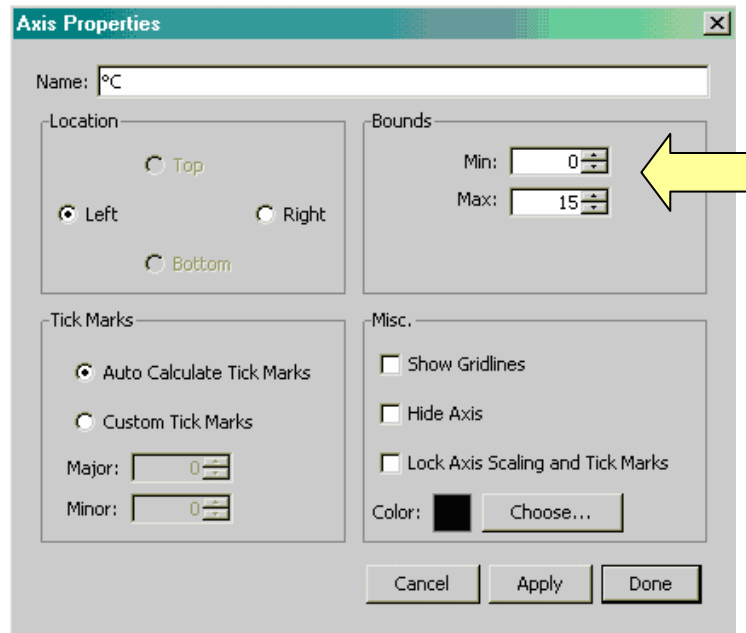 Axis Properties
Name: °C
Location
Top
Left
Right
Bottom
Bounds
Min: 0
Max: 15
Tick Marks
Auto Calculate Tick Marks
Custom Tick Marks
Major: 0
Minor: 0
Misc.
Show Gridlines
Hide Axis
Lock Axis Scaling and Tick Marks
Color: Choose...
Cancel Apply Done